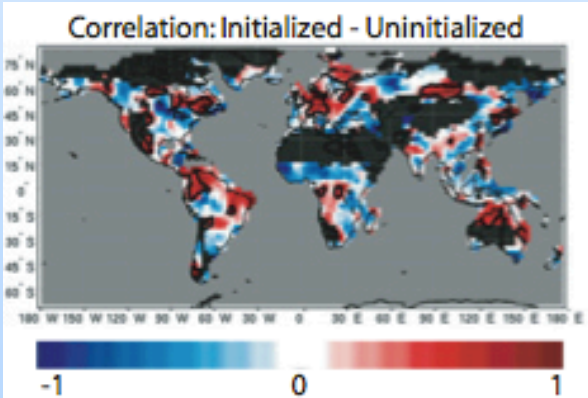 Correlation: Initialized - Uninitialized
75° N
60° N
45° N
30° N
15° N
0°
15° S
30° S
45° S
60° S
180 W 150 W 120 W 90 W 60 W 30 W 0 30 E 60 E 90 E 120 E 150 E 180 E
-1 0 1